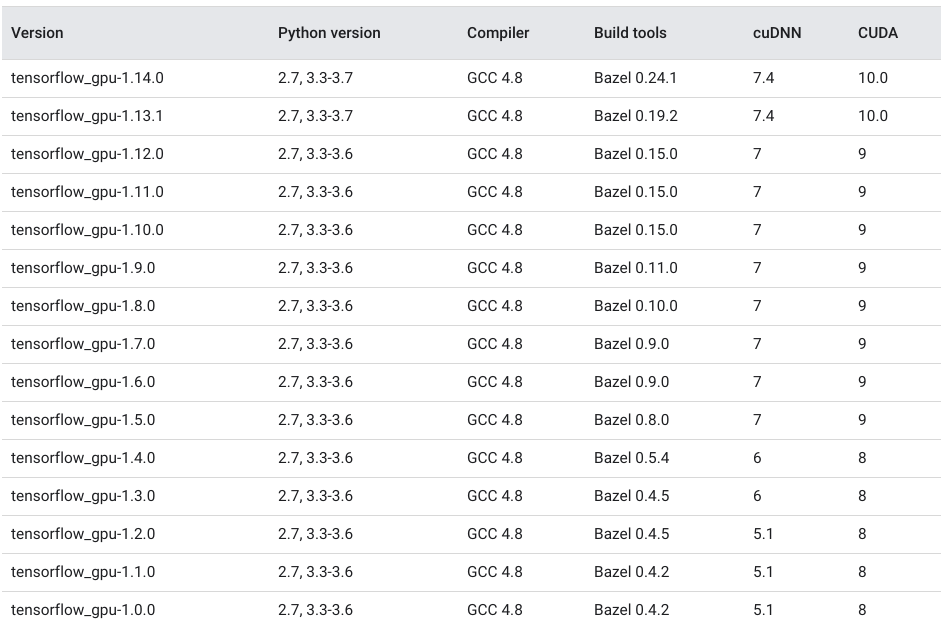 Version Python version Compiler Build tools cuDNN CUDA
tensorflow_gpu-1.14.0 2.7, 3.3-3.7 GCC 4.8 Bazel 0.24.1 7.4 10.0
tensorflow_gpu-1.13.1 2.7, 3.3-3.7 GCC 4.8 Bazel 0.19.2 7.4 10.0
tensorflow_gpu-1.12.0 2.7, 3.3-3.6 GCC 4.8 Bazel 0.15.0 7 9
tensorflow_gpu-1.11.0 2.7, 3.3-3.6 GCC 4.8 Bazel 0.15.0 7 9
tensorflow_gpu-1.10.0 2.7, 3.3-3.6 GCC 4.8 Bazel 0.15.0 7 9
tensorflow_gpu-1.9.0 2.7, 3.3-3.6 GCC 4.8 Bazel 0.11.0 7 9
tensorflow_gpu-1.8.0 2.7, 3.3-3.6 GCC 4.8 Bazel 0.10.0 7 9
tensorflow_gpu-1.7.0 2.7, 3.3-3.6 GCC 4.8 Bazel 0.9.0 7 9
tensorflow_gpu-1.6.0 2.7, 3.3-3.6 GCC 4.8 Bazel 0.9.0 7 9
tensorflow_gpu-1.5.0 2.7, 3.3-3.6 GCC 4.8 Bazel 0.8.0 7 9
tensorflow_gpu-1.4.0 2.7, 3.3-3.6 GCC 4.8 Bazel 0.5.4 6 8
tensorflow_gpu-1.3.0 2.7, 3.3-3.6 GCC 4.8 Bazel 0.4.5 6 8
tensorflow_gpu-1.2.0 2.7, 3.3-3.6 GCC 4.8 Bazel 0.4.5 5.1 8
tensorflow_gpu-1.1.0 2.7, 3.3-3.6 GCC 4.8 Bazel 0.4.2 5.1 8
tensorflow_gpu-1.0.0 2.7, 3.3-3.6 GCC 4.8 Bazel 0.4.2 5.1 8